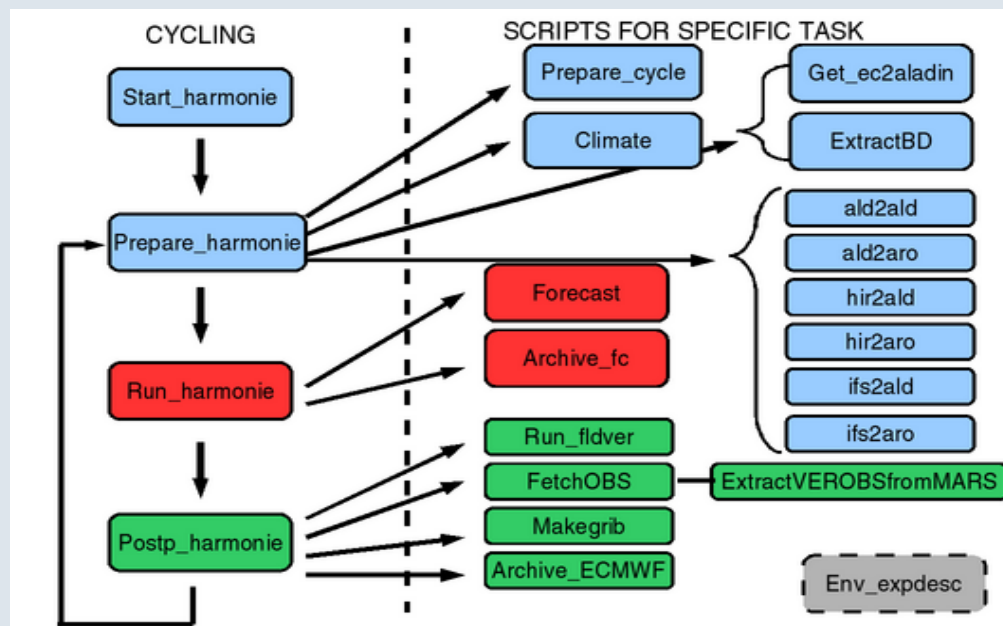 CYCLING
SCRIPTS FOR SPECIFIC TASK
Start_harmonie
Prepare_cycle
Get_ec2aladin
Climate
ExtractBD
Prepare_harmonie
ald2ald
ald2aro
hir2ald
hir2aro
ifs2ald
ifs2aro
Forecast
Archive_fc
Run_harmonie
Run_fldver
FetchOBS
ExtractVEROBSfromMARS
Makegrib
Archive_ECMWF
Postp_harmonie
Env_expdesc